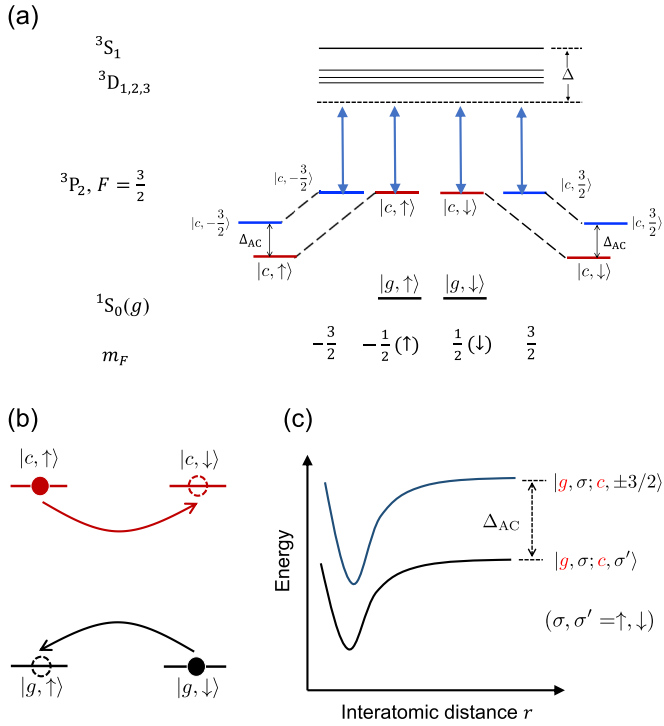 (a)
³S₁
³D₁,₂,₃
Δ
³P₂, F = 3/2
|c, −3/2⟩
|c, 3/2⟩
|c, ↑⟩
|c, ↓⟩
|c, −3/2⟩
|c, 3/2⟩
Δ_AC
Δ_AC
|c, ↑⟩
|c, ↓⟩
¹S₀(g)
|g, ↑⟩
|g, ↓⟩
m_F
−3/2
−1/2 (↑)
1/2 (↓)
3/2
(b)
|c, ↑⟩
|c, ↓⟩
|g, ↑⟩
|g, ↓⟩
(c)
Energy
|g, σ; c, ±3/2⟩
Δ_AC
|g, σ; c, σ′⟩
(σ, σ′ =↑, ↓)
Interatomic distance r